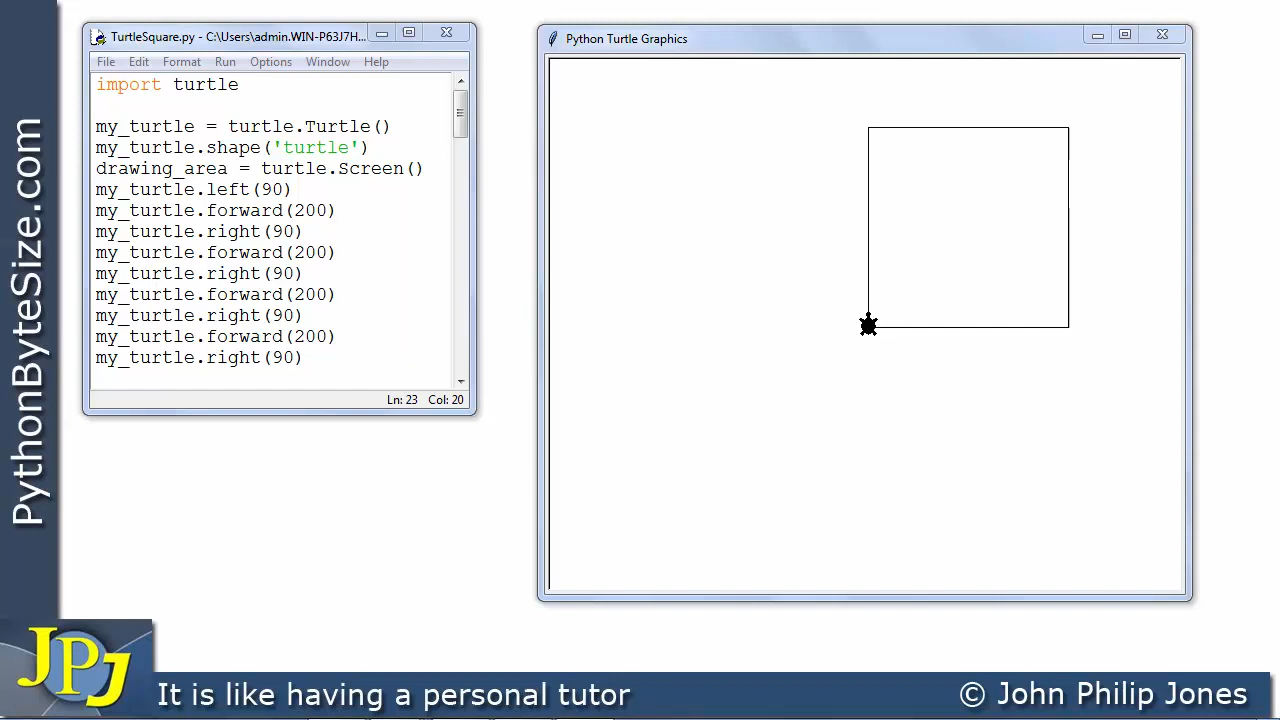 PythonByteSize.com
TurtleSquare.py - C:\Users\admin.WIN-P63J7H...
File Edit Format Run Options Window Help
import turtle
my_turtle = turtle.Turtle()
my_turtle.shape('turtle')
drawing_area = turtle.Screen()
my_turtle.left(90)
my_turtle.forward(200)
my_turtle.right(90)
my_turtle.forward(200)
my_turtle.right(90)
my_turtle.forward(200)
my_turtle.right(90)
my_turtle.forward(200)
my_turtle.right(90)
Ln: 23 Col: 20
Python Turtle Graphics
JPJ
It is like having a personal tutor
© John Philip Jones